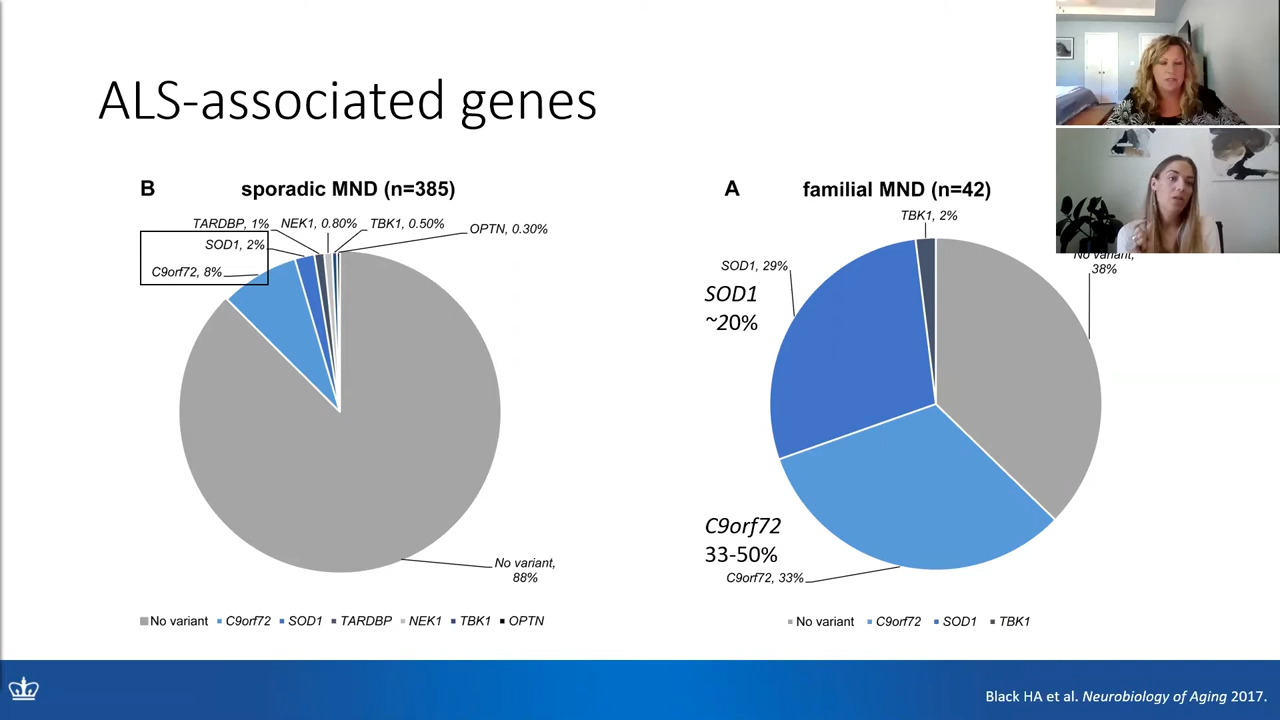 ALS-associated genes
B
sporadic MND (n=385)
TARDBP, 1%
NEK1, 0.80%
TBK1, 0.50%
OPTN, 0.30%
SOD1, 2%
C9orf72, 8%
No variant,
88%
No variant
C9orf72
SOD1
TARDBP
NEK1
TBK1
OPTN
A
familial MND (n=42)
TBK1, 2%
No variant,
38%
SOD1, 29%
SOD1
~20%
C9orf72
33-50%
C9orf72, 33%
No variant
C9orf72
SOD1
TBK1
Black HA et al. Neurobiology of Aging 2017.